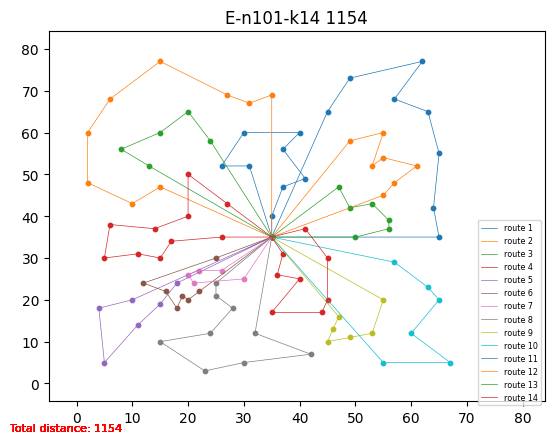 E-n101-k14 1154
80
70
60
50
40
30
20
10
0
route 1
route 2
route 3
route 4
route 5
route 6
route 7
route 8
route 9
route 10
route 11
route 12
route 13
route 14
0 10 20 30 40 50 60 70 80
Total distance: 1154